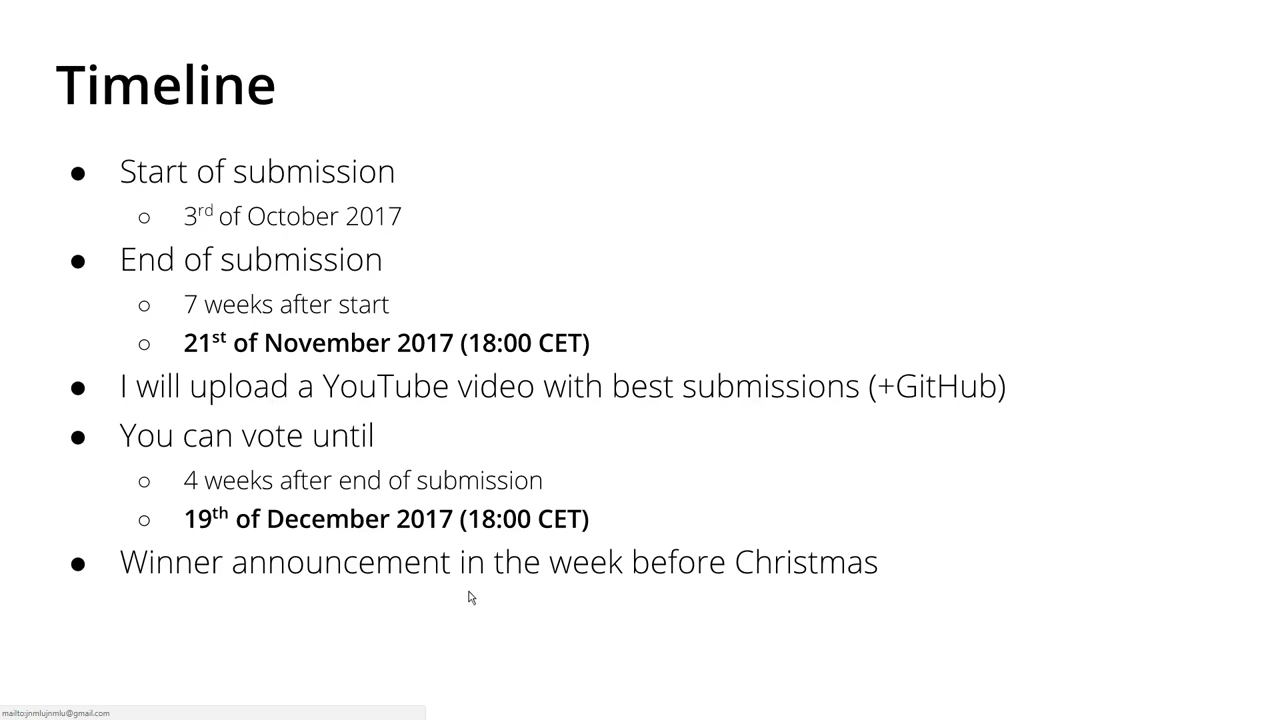 Timeline
● Start of submission
○ 3rd of October 2017
● End of submission
○ 7 weeks after start
○ 21st of November 2017 (18:00 CET)
● I will upload a YouTube video with best submissions (+GitHub)
● You can vote until
○ 4 weeks after end of submission
○ 19th of December 2017 (18:00 CET)
● Winner announcement in the week before Christmas
mailto:jnmlujnmlu@gmail.com